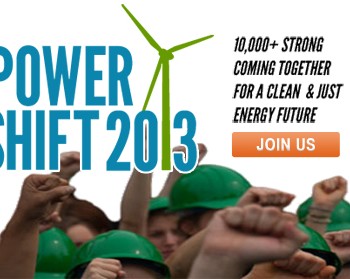 POWER
SHIFT 2013
10,000+ STRONG
COMING TOGETHER
FOR A CLEAN & JUST
ENERGY FUTURE
JOIN US